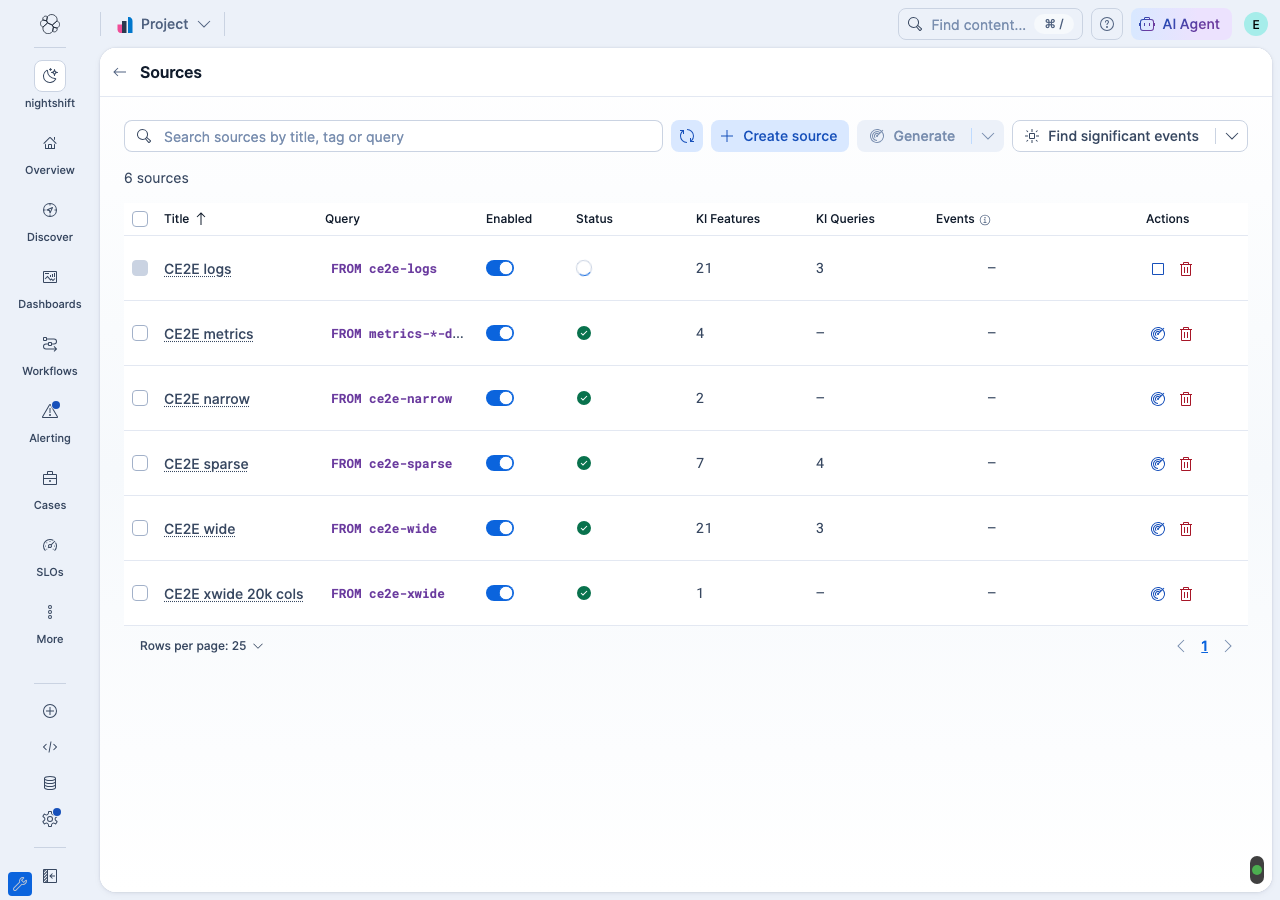 Project
Find content... ⌘ /
AI Agent
E
nightshift
Overview
Discover
Dashboards
Workflows
Alerting
Cases
SLOs
More
Sources
Search sources by title, tag or query
Create source
Generate
Find significant events
6 sources
Title Query Enabled Status KI Features KI Queries Events Actions
CE2E logs FROM ce2e-logs 21 3 –
CE2E metrics FROM metrics-*-d... 4 – –
CE2E narrow FROM ce2e-narrow 2 – –
CE2E sparse FROM ce2e-sparse 7 4 –
CE2E wide FROM ce2e-wide 21 3 –
CE2E xwide 20k cols FROM ce2e-xwide 1 – –
Rows per page: 25
1